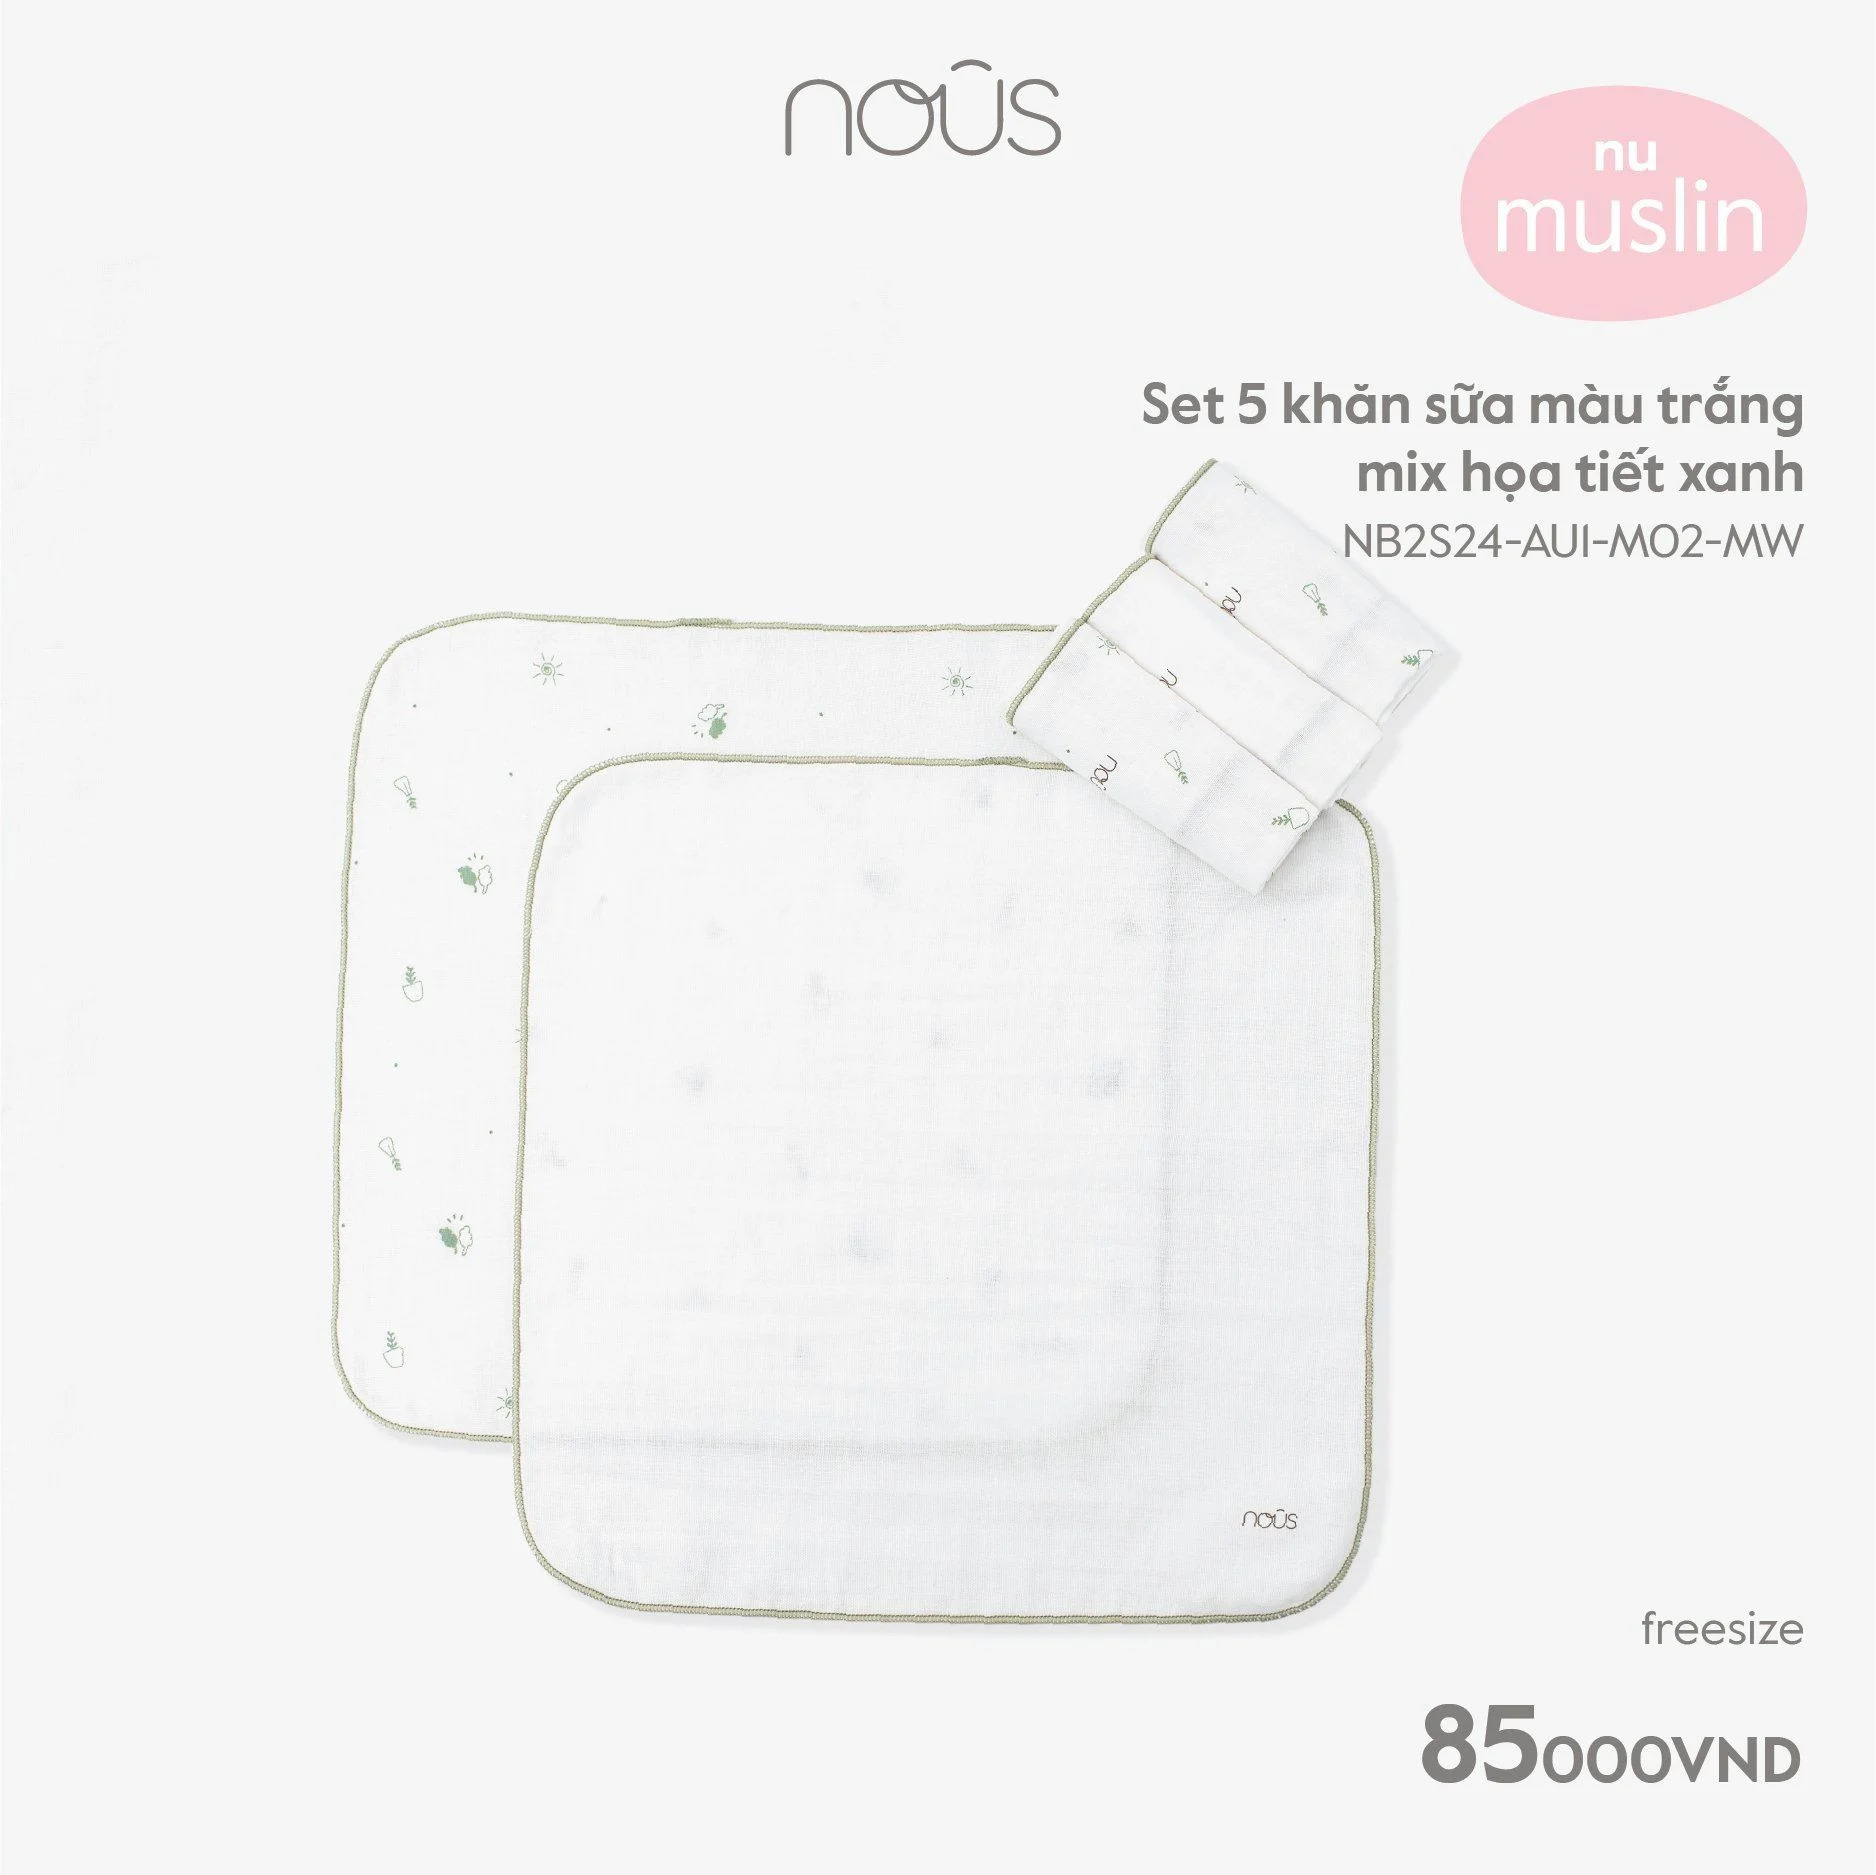 noûs
nu
muslin
Set 5 khăn sữa màu trắng
mix họa tiết xanh
NB2S24-AU1-M02-MW
noûs
freesize
85000VND